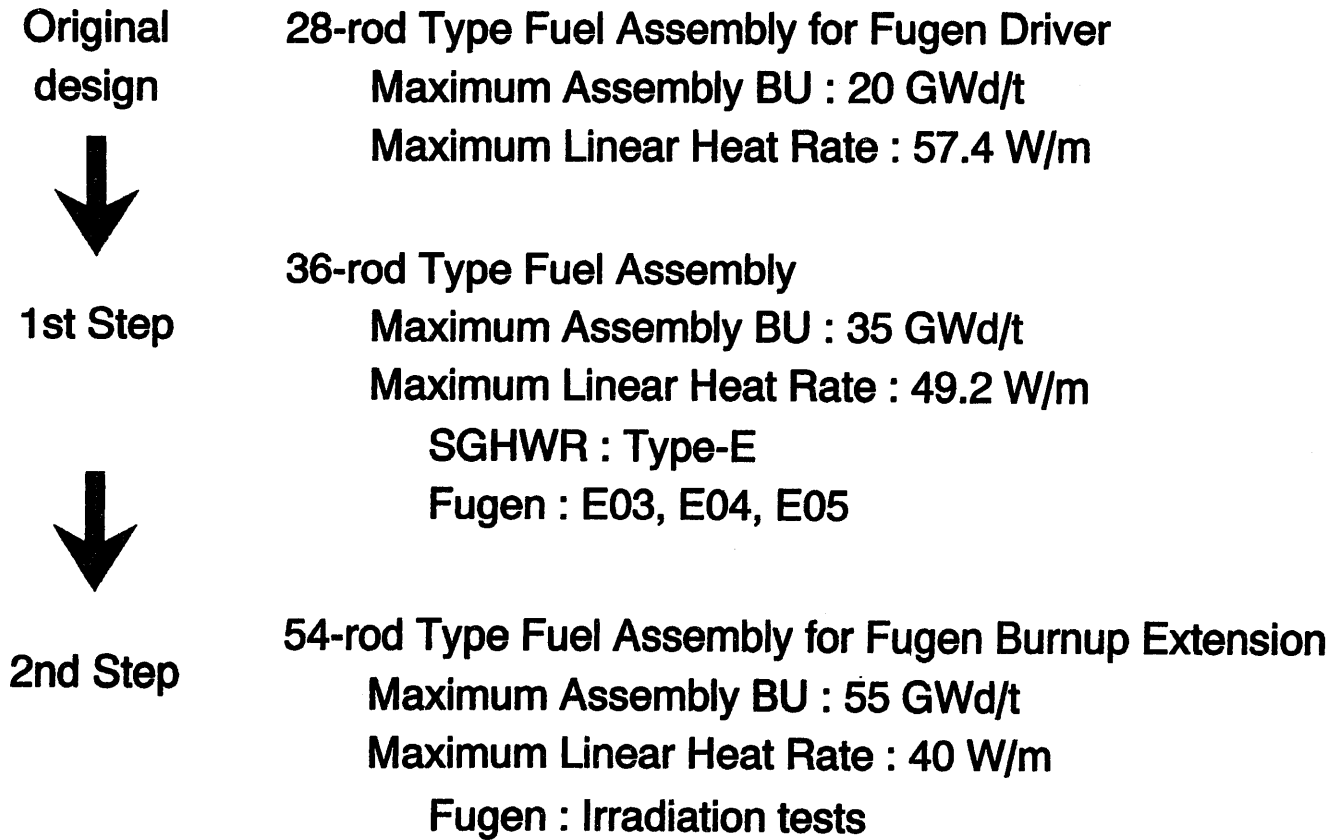 Original
design
28-rod Type Fuel Assembly for Fugen Driver
Maximum Assembly BU : 20 GWd/t
Maximum Linear Heat Rate : 57.4 W/m
1st Step
36-rod Type Fuel Assembly
Maximum Assembly BU : 35 GWd/t
Maximum Linear Heat Rate : 49.2 W/m
SGHWR : Type-E
Fugen : E03, E04, E05
2nd Step
54-rod Type Fuel Assembly for Fugen Burnup Extension
Maximum Assembly BU : 55 GWd/t
Maximum Linear Heat Rate : 40 W/m
Fugen : Irradiation tests